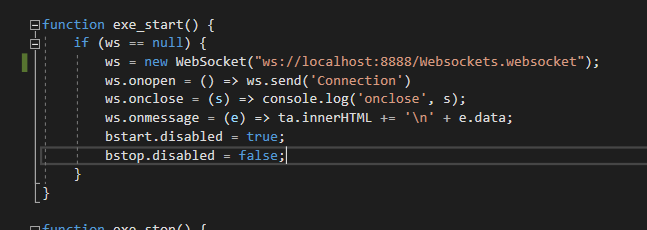 function exe_start() {
if (ws == null) {
ws = new WebSocket("ws://localhost:8888/Websockets.websocket");
ws.onopen = () => ws.send('Connection')
ws.onclose = (s) => console.log('onclose', s);
ws.onmessage = (e) => ta.innerHTML += '\n' + e.data;
bstart.disabled = true;
bstop.disabled = false;
}
}
function exe_stop() {